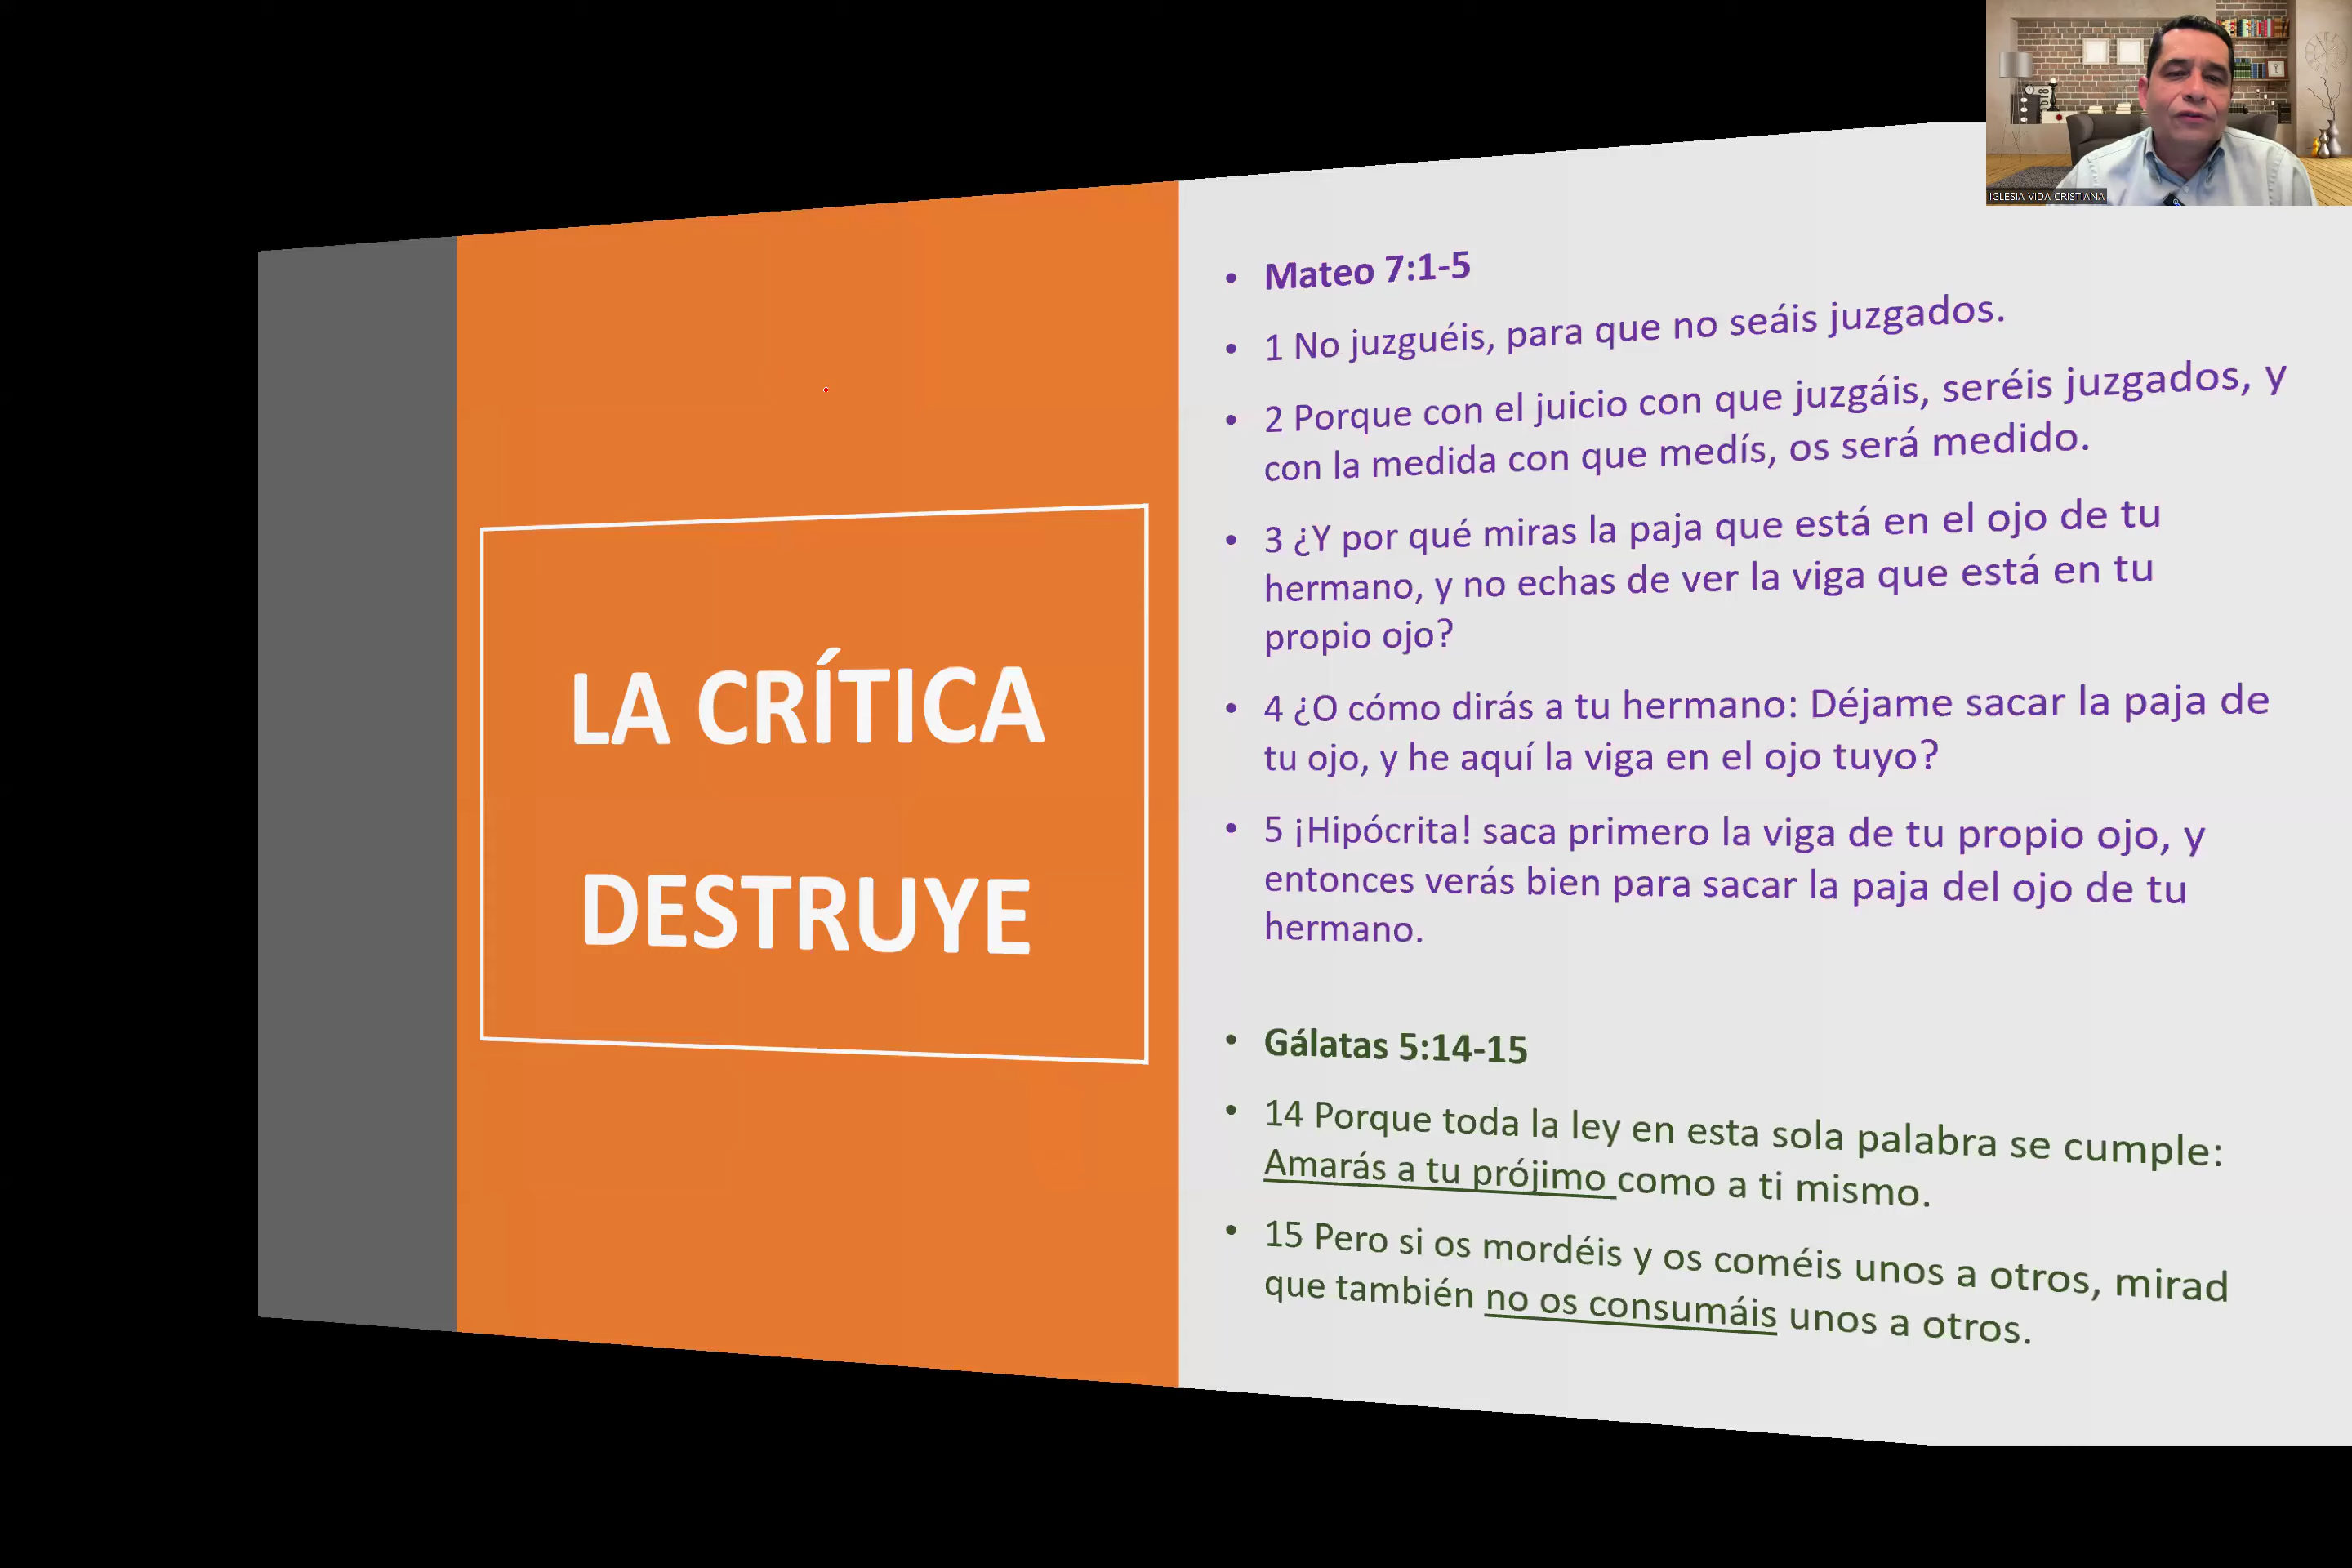 IGLESIA VIDA CRISTIANA
LA CRÍTICA
DESTRUYE
• Mateo 7:1-5
• 1 No juzguéis, para que no seáis juzgados.
• 2 Porque con el juicio con que juzgáis, seréis juzgados, y
con la medida con que medís, os será medido.
• 3 ¿Y por qué miras la paja que está en el ojo de tu
hermano, y no echas de ver la viga que está en tu
propio ojo?
• 4 ¿O cómo dirás a tu hermano: Déjame sacar la paja de
tu ojo, y he aquí la viga en el ojo tuyo?
• 5 ¡Hipócrita! saca primero la viga de tu propio ojo, y
entonces verás bien para sacar la paja del ojo de tu
hermano.
• Gálatas 5:14-15
• 14 Porque toda la ley en esta sola palabra se cumple:
Amarás a tu prójimo como a ti mismo.
• 15 Pero si os mordéis y os coméis unos a otros, mirad
que también no os consumáis unos a otros.